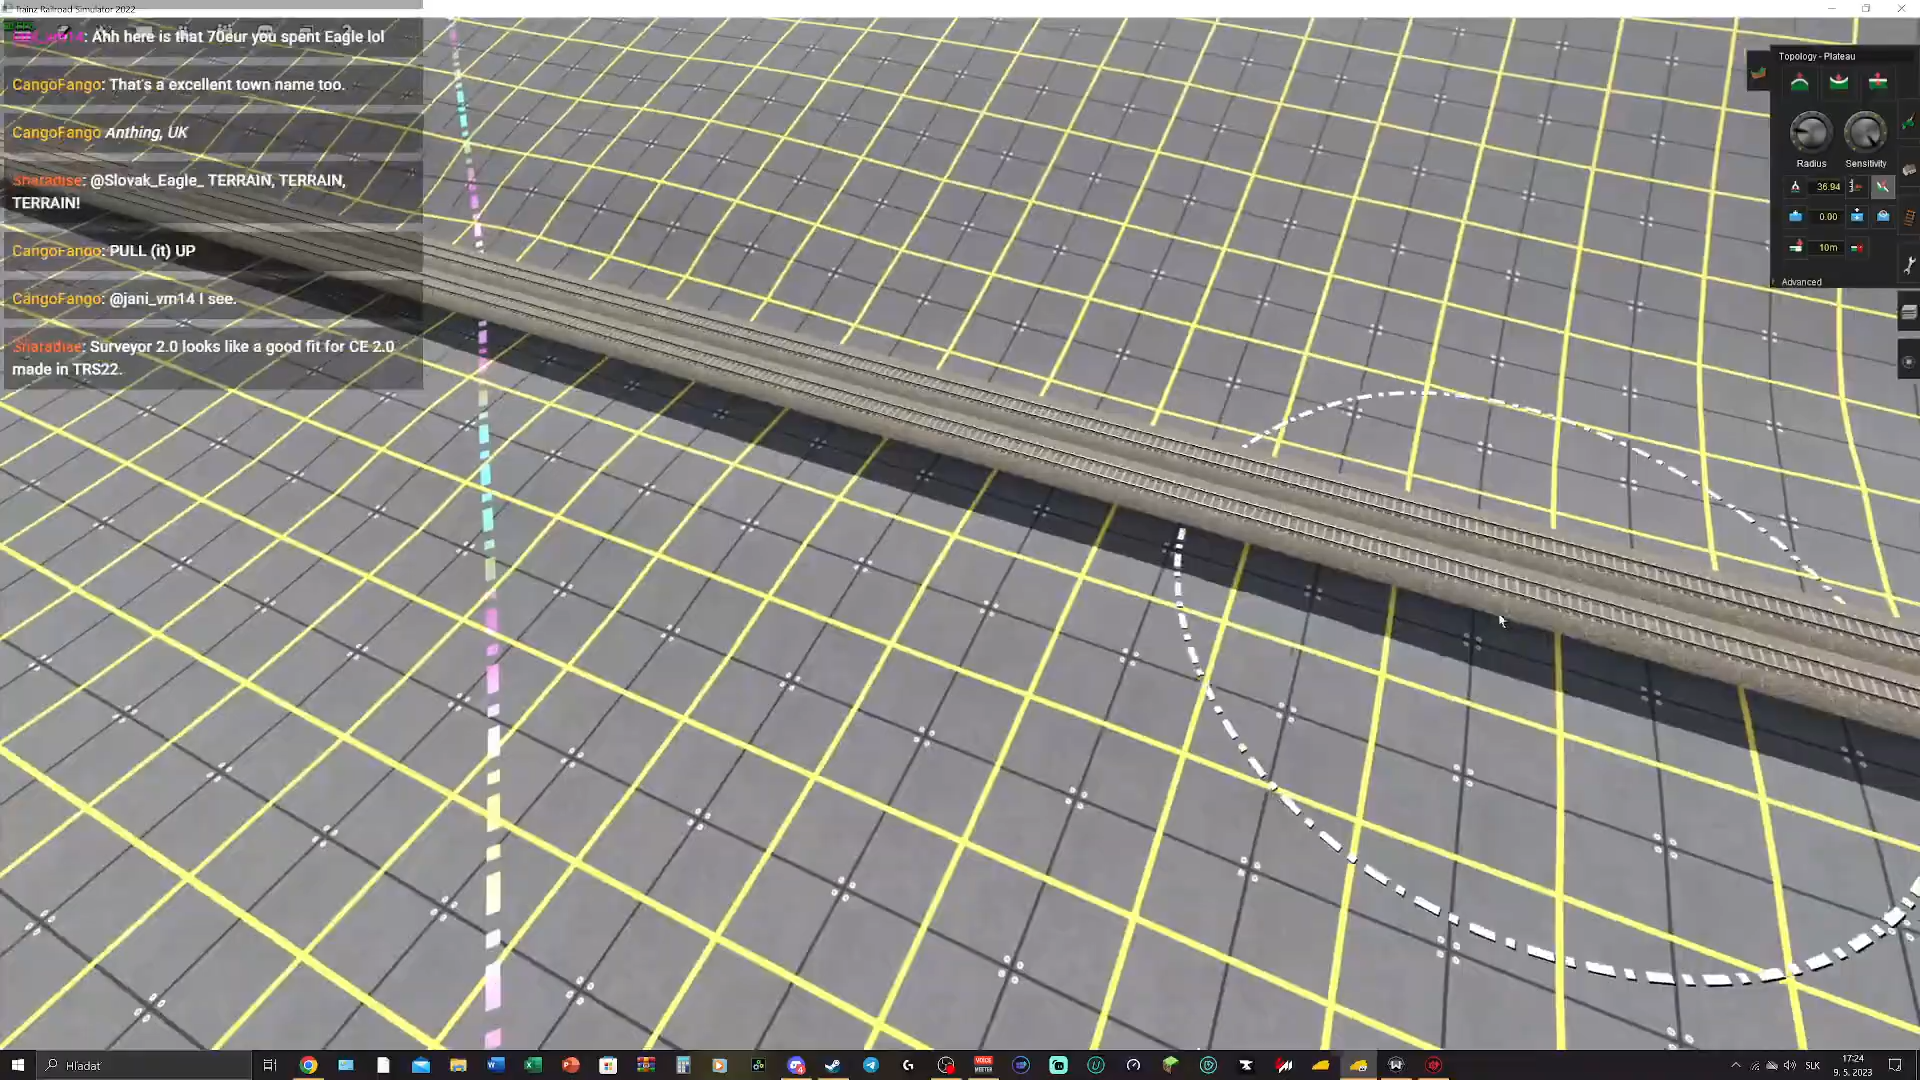 Trainz Railroad Simulator 2022
Ahh here is that 70eur you spent Eagle lol
CangoFango: That's a excellent town name too.
CangoFango Anthing, UK
Sharadise: @Slovak_Eagle_ TERRAIN, TERRAIN,
TERRAIN!
CangoFango: PULL (it) UP
CangoFango: @jani_vm14 I see.
Sharadise: Surveyor 2.0 looks like a good fit for CE 2.0
made in TRS22.
Topology - Plateau
Radius
Sensitivity
36.94
0.00
10m
Advanced
Hľadať
SLK
17:24
9. 5. 2023